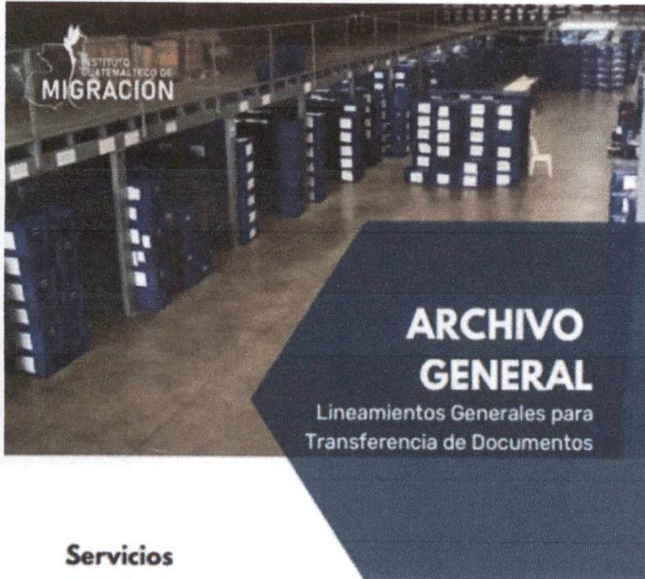 INSTITUTO
GUATEMALTECO DE
MIGRACIÓN
ARCHIVO
GENERAL
Lineamientos Generales para
Transferencia de Documentos
Servicios